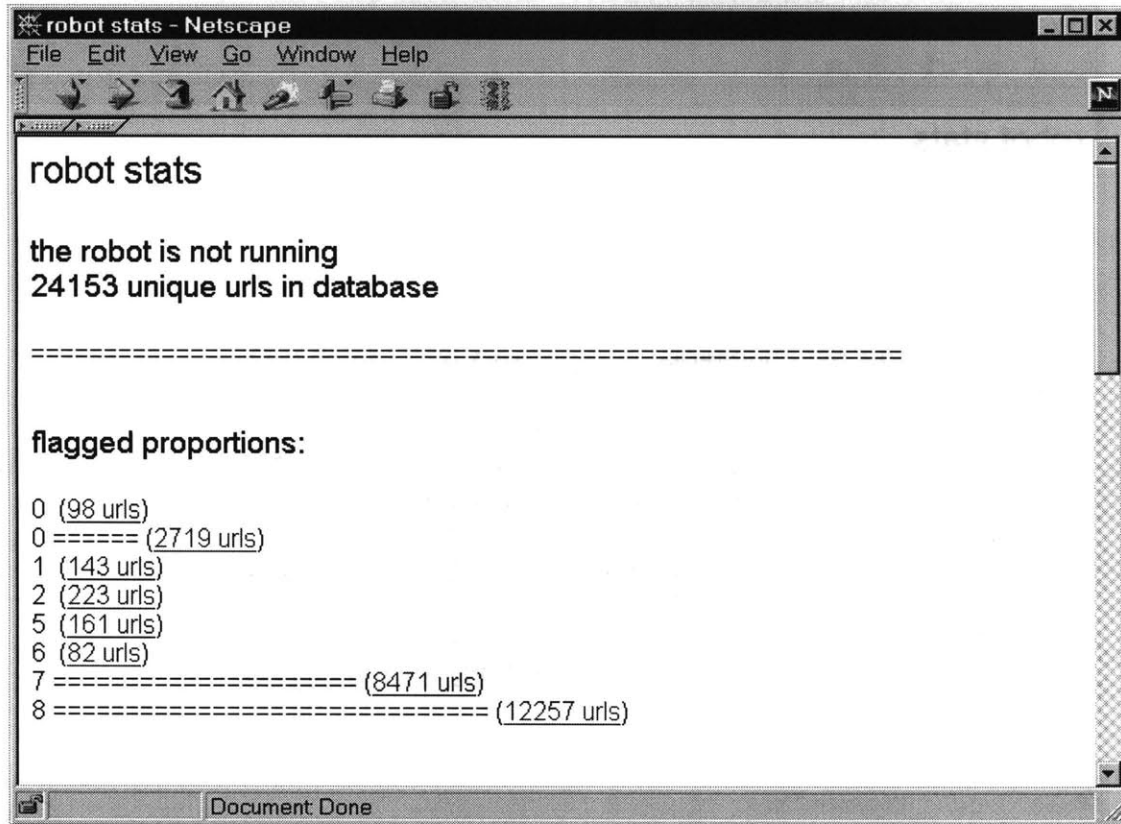 robot stats - Netscape
File Edit View Go Window Help
N
robot stats
the robot is not running
24153 unique urls in database
============================================================
flagged proportions:
0 (98 urls)
0 ====== (2719 urls)
1 (143 urls)
2 (223 urls)
5 (161 urls)
6 (82 urls)
7 ===================== (8471 urls)
8 ============================== (12257 urls)
Document: Done